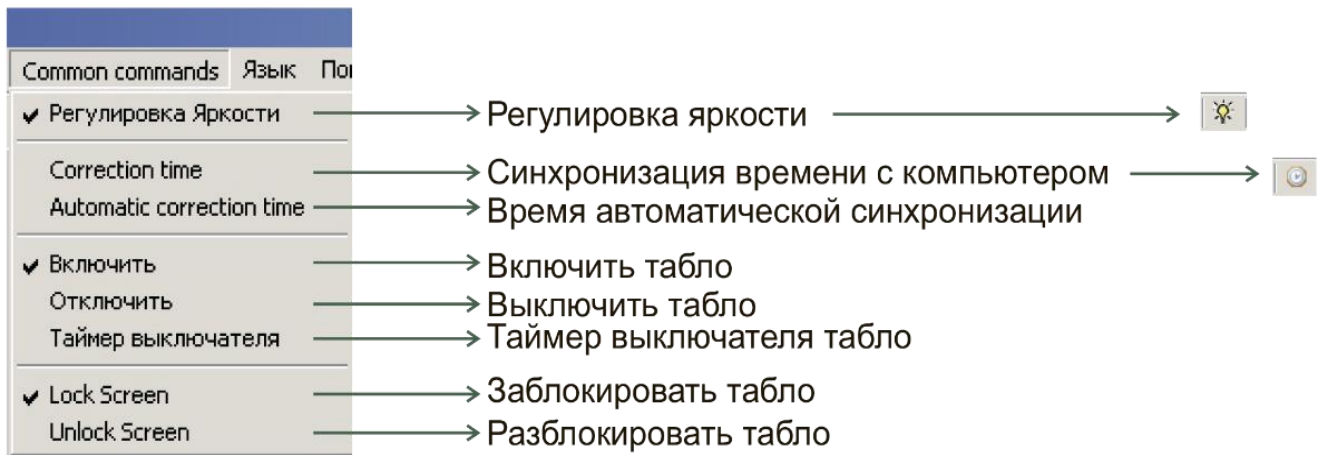 Common commands Язык
Регулировка Яркости Регулировка яркости
Correction time Синхронизация времени с компьютером
Automatic correction time Время автоматической синхронизации
Включить Включить табло
Отключить Выключить табло
Таймер выключателя Таймер выключателя табло
Lock Screen Заблокировать табло
Unlock Screen Разблокировать табло